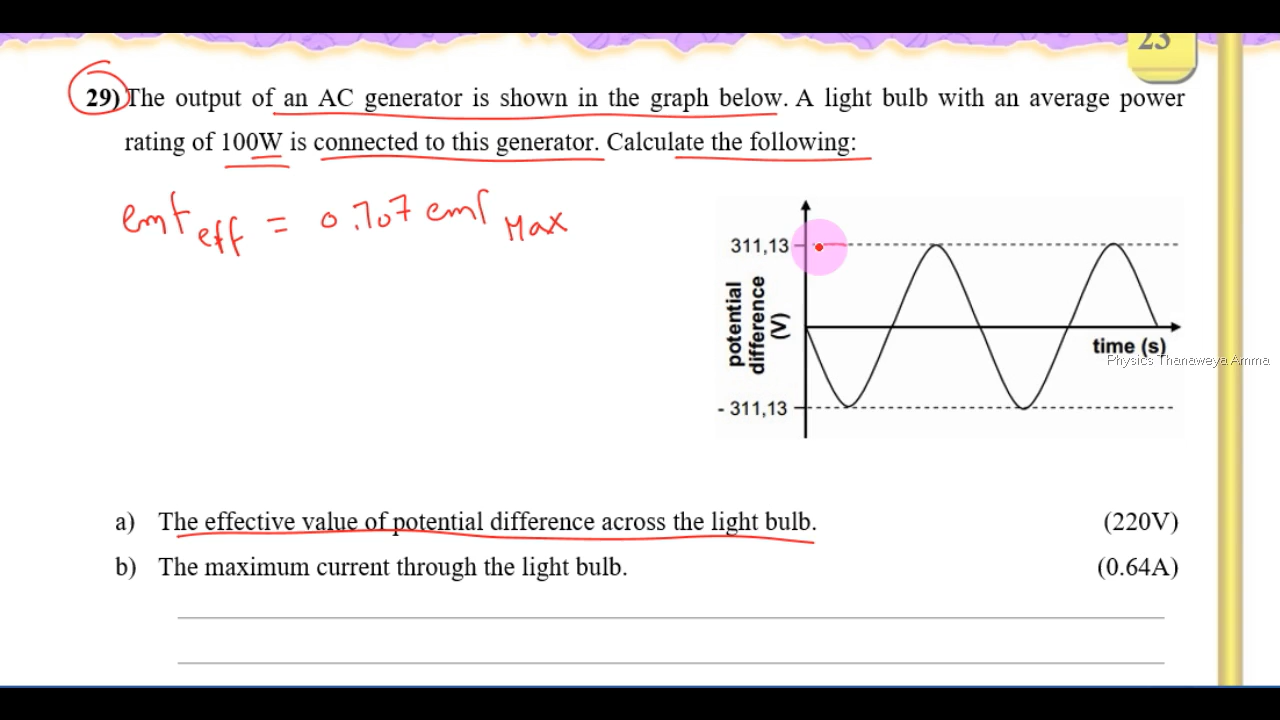 23
29) The output of an AC generator is shown in the graph below. A light bulb with an average power
rating of 100W is connected to this generator. Calculate the following:
emf eff = 0.707 emf Max
311,13
potential
difference
(V)
time (s)
Physics Thanaweya Amma
- 311,13
a) The effective value of potential difference across the light bulb. (220V)
b) The maximum current through the light bulb. (0.64A)